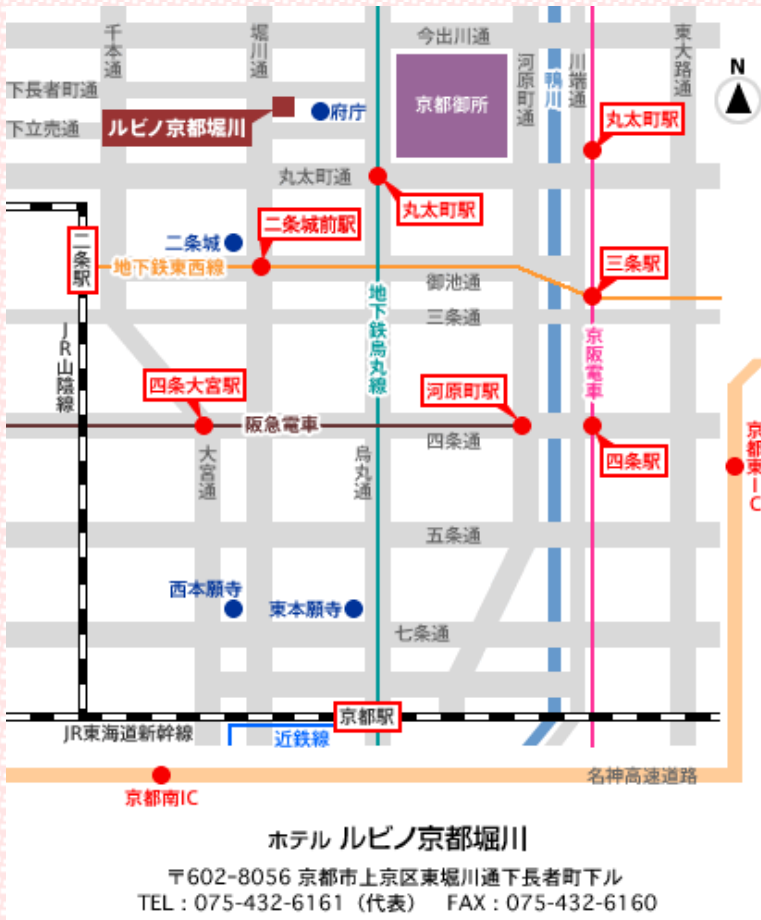 千本通
堀川通
今出川通
河原町通
鴨川
川端通
東大路通
N
下長者町通
下立売通
ルビノ京都堀川
府庁
京都御所
丸太町駅
丸太町通
丸太町駅
二条城前駅
二条城
二条駅
地下鉄東西線
三条駅
御池通
三条通
地下鉄烏丸線
京阪電車
JR山陰線
四条大宮駅
河原町駅
阪急電車
四条通
四条駅
京都東IC
大宮通
烏丸通
五条通
西本願寺
東本願寺
七条通
京都駅
JR東海道新幹線
近鉄線
名神高速道路
京都南IC
ホテル ルビノ京都堀川
〒602-8056 京都市上京区東堀川通下長者町下ル
TEL：075-432-6161（代表） FAX：075-432-6160